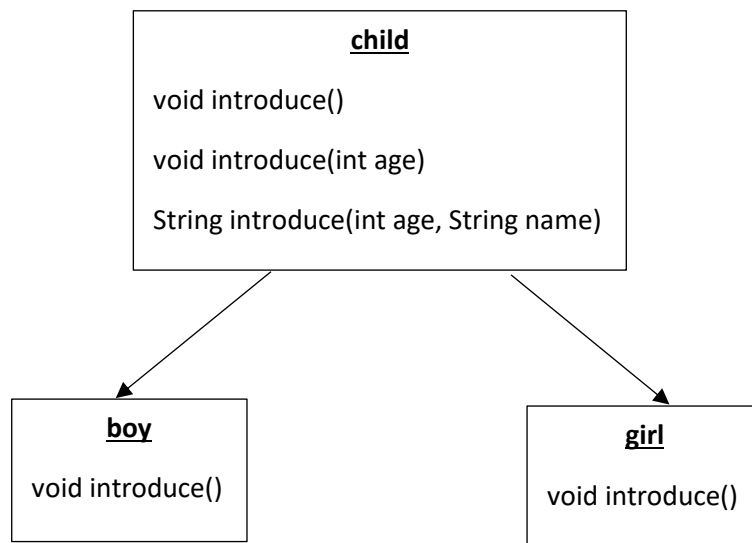 child
void introduce()
void introduce(int age)
String introduce(int age, String name)
boy
void introduce()
girl
void introduce()